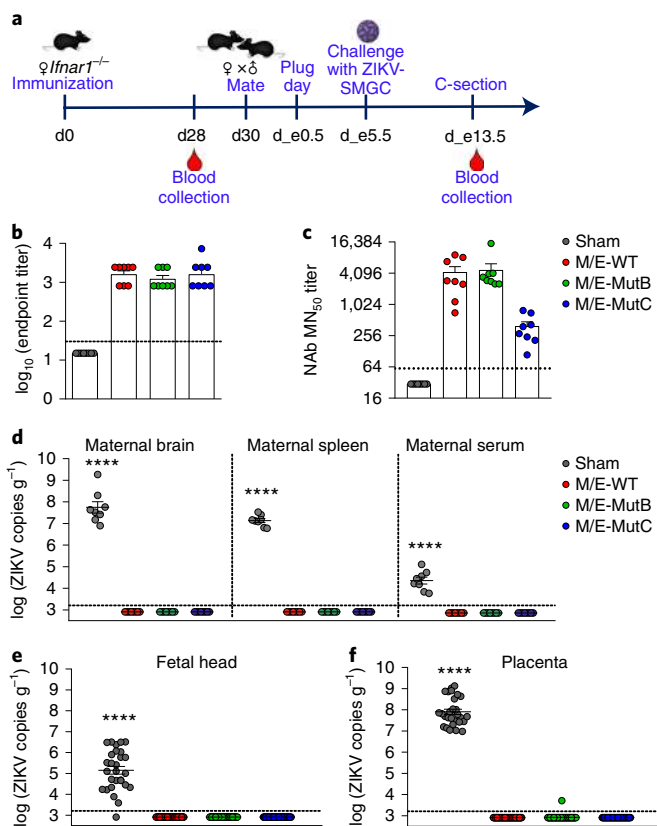 a
♀Ifnar1−/−
Immunization
♀ ×♂
Mate
Plug
day
Challenge
with ZIKV-
SMGC
C-section
d0
d28
d30
d_e0.5
d_e5.5
d_e13.5
Blood
collection
Blood
collection
b
log10 (endpoint titer)
4
3
2
1
0
c
NAb MN50 titer
16,384
4,096
1,024
256
64
16
Sham
M/E-WT
M/E-MutB
M/E-MutC
d
Maternal brain
Maternal spleen
Maternal serum
log (ZIKV copies g−1)
10
9
8
7
6
5
4
3
****
****
****
Sham
M/E-WT
M/E-MutB
M/E-MutC
e
Fetal head
log (ZIKV copies g−1)
10
9
8
7
6
5
4
3
****
f
Placenta
log (ZIKV copies g−1)
10
9
8
7
6
5
4
3
****